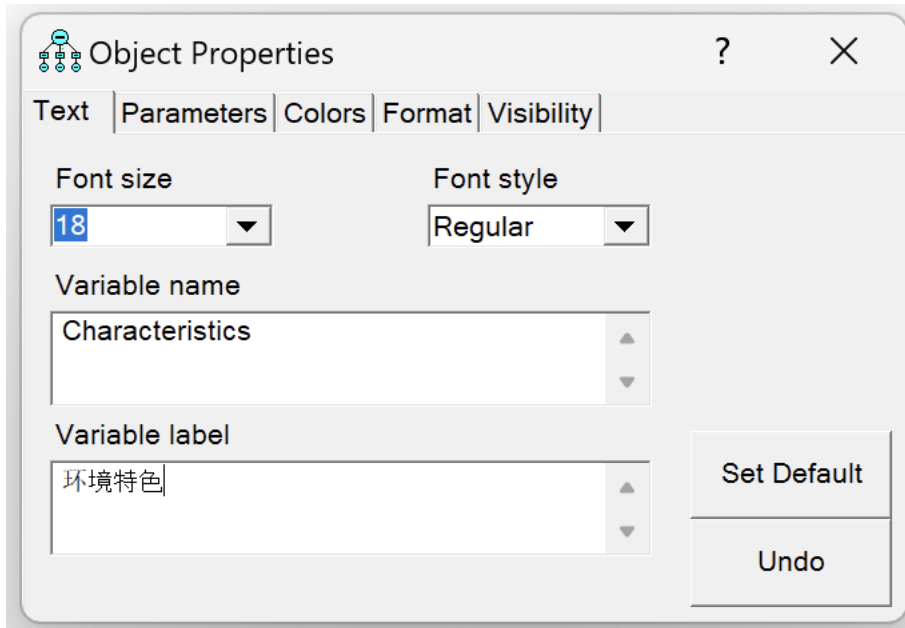 Object Properties ?
Text Parameters Colors Format Visibility
Font size Font style
18 Regular
Variable name
Characteristics
Variable label
环境特色
Set Default
Undo